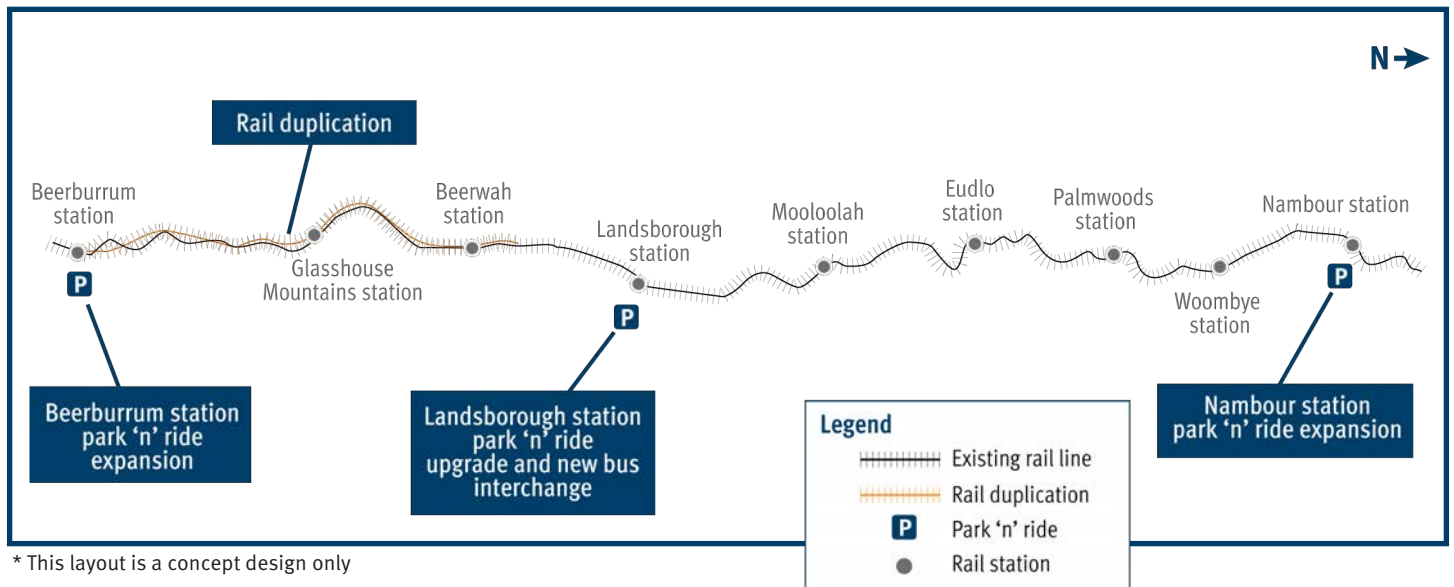 N
Rail duplication
Beerburrum
station
Glasshouse
Mountains station
Beerwah
station
Landsborough
station
Mooloolah
station
Eudlo
station
Palmwoods
station
Woombye
station
Nambour station
P
P
P
Beerburrum station
park ‘n’ ride
expansion
Landsborough station
park ‘n’ ride
upgrade and new bus
interchange
Nambour station
park ‘n’ ride expansion
Legend
Existing rail line
Rail duplication
P Park ‘n’ ride
Rail station
* This layout is a concept design only